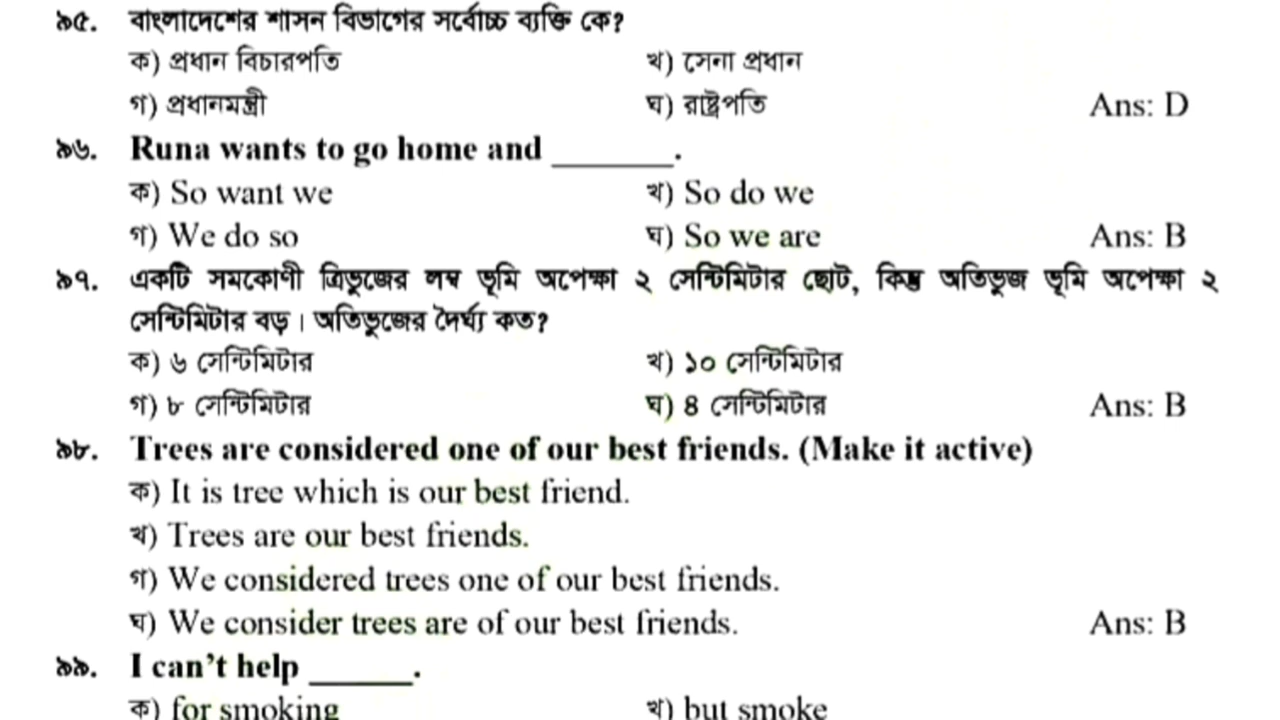 ৯৫. বাংলাদেশের শাসন বিভাগের সর্বোচ্চ ব্যক্তি কে?
ক) প্রধান বিচারপতি খ) সেনা প্রধান
গ) প্রধানমন্ত্রী ঘ) রাষ্ট্রপতি Ans: D
৯৬. Runa wants to go home and _______.
ক) So want we খ) So do we
গ) We do so ঘ) So we are Ans: B
৯৭. একটি সমকোণী ত্রিভুজের লম্ব ভূমি অপেক্ষা ২ সেন্টিমিটার ছোট, কিন্তু অতিভুজ ভূমি অপেক্ষা ২
সেন্টিমিটার বড়। অতিভুজের দৈর্ঘ্য কত?
ক) ৬ সেন্টিমিটার খ) ১০ সেন্টিমিটার
গ) ৮ সেন্টিমিটার ঘ) ৪ সেন্টিমিটার Ans: B
৯৮. Trees are considered one of our best friends. (Make it active)
ক) It is tree which is our best friend.
খ) Trees are our best friends.
গ) We considered trees one of our best friends.
ঘ) We consider trees are of our best friends. Ans: B
৯৯. I can't help ______.
ক) for smoking খ) but smoke